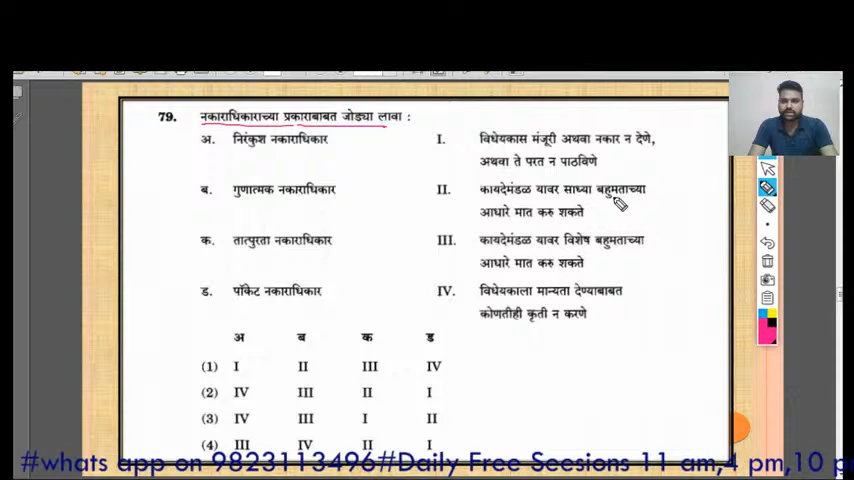 79. नकाराधिकाराच्या प्रकाराबाबत जोड्या लावा :
अ. निरंकुश नकाराधिकार I. विधेयकास मंजूरी अथवा नकार न देणे,
अथवा ते परत न पाठविणे
ब. गुणात्मक नकाराधिकार II. कायदेमंडळ यावर साध्या बहुमताच्या
आधारे मात करु शकते
क. तात्पुरता नकाराधिकार III. कायदेमंडळ यावर विशेष बहुमताच्या
आधारे मात करु शकते
ड. पॉकेट नकाराधिकार IV. विधेयकाला मान्यता देण्याबाबत
कोणतीही कृती न करणे
अ ब क ड
(1) I II III IV
(2) IV III II I
(3) IV III I II
(4) III IV II I
#whats app on 9823113496#Daily Free Seesions 11 am,4 pm,10 p